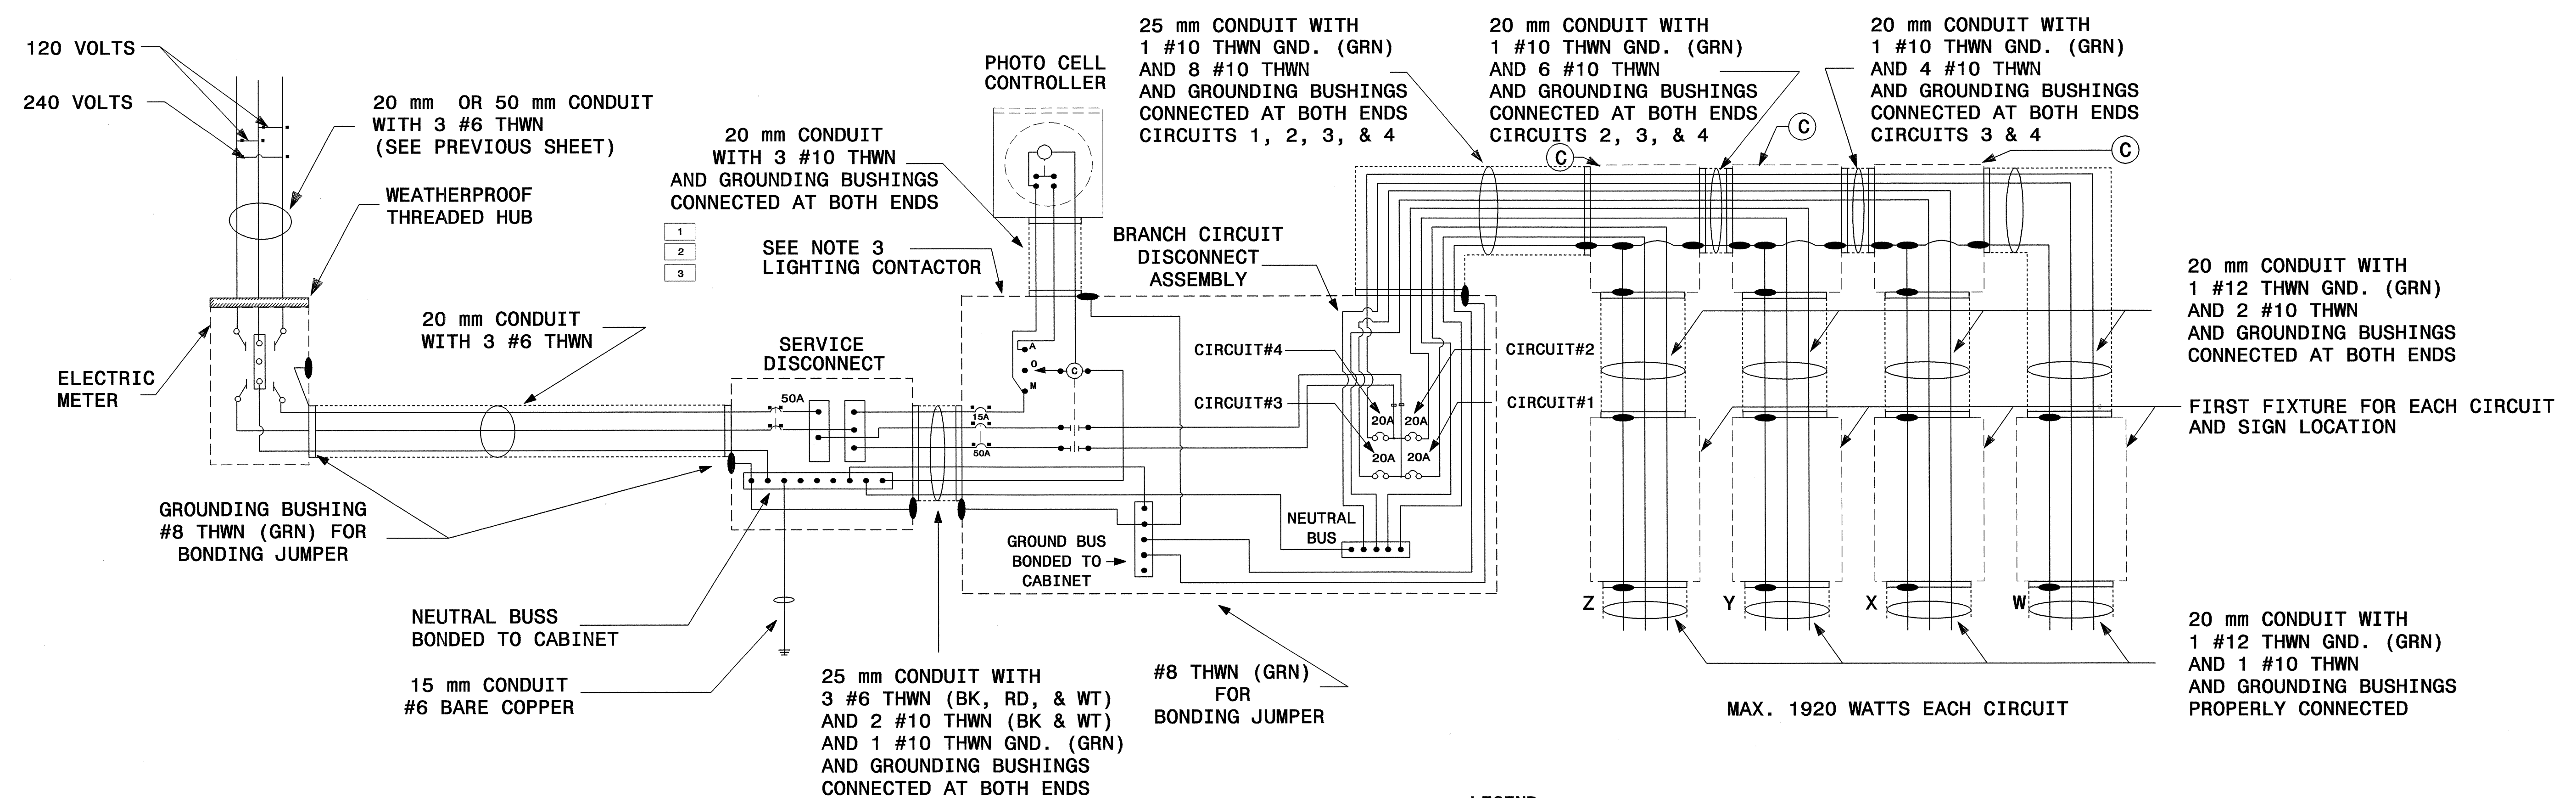 120 VOLTS
240 VOLTS
20 mm OR 50 mm CONDUIT
WITH 3 #6 THWN
(SEE PREVIOUS SHEET)
WEATHERPROOF
THREADED HUB
20 mm CONDUIT
WITH 3 #6 THWN
ELECTRIC
METER
GROUNDING BUSHING
#8 THWN (GRN) FOR
BONDING JUMPER
NEUTRAL BUSS
BONDED TO CABINET
15 mm CONDUIT
#6 BARE COPPER
20 mm CONDUIT
WITH 3 #10 THWN
AND GROUNDING BUSHINGS
CONNECTED AT BOTH ENDS
1
2
3
SEE NOTE 3
LIGHTING CONTACTOR
SERVICE
DISCONNECT
50A
PHOTO CELL
CONTROLLER
A
O
M
C
15A
50A
25 mm CONDUIT WITH
3 #6 THWN (BK, RD, & WT)
AND 2 #10 THWN (BK & WT)
AND 1 #10 THWN GND. (GRN)
AND GROUNDING BUSHINGS
CONNECTED AT BOTH ENDS
GROUND BUS
BONDED TO
CABINET
#8 THWN (GRN)
FOR
BONDING JUMPER
25 mm CONDUIT WITH
1 #10 THWN GND. (GRN)
AND 8 #10 THWN
AND GROUNDING BUSHINGS
CONNECTED AT BOTH ENDS
CIRCUITS 1, 2, 3, & 4
BRANCH CIRCUIT
DISCONNECT
ASSEMBLY
CIRCUIT#4
CIRCUIT#2
CIRCUIT#3
CIRCUIT#1
20A
20A
20A
20A
NEUTRAL
BUS
20 mm CONDUIT WITH
1 #10 THWN GND. (GRN)
AND 6 #10 THWN
AND GROUNDING BUSHINGS
CONNECTED AT BOTH ENDS
CIRCUITS 2, 3, & 4
20 mm CONDUIT WITH
1 #10 THWN GND. (GRN)
AND 4 #10 THWN
AND GROUNDING BUSHINGS
CONNECTED AT BOTH ENDS
CIRCUITS 3 & 4
C
C
C
20 mm CONDUIT WITH
1 #12 THWN GND. (GRN)
AND 2 #10 THWN
AND GROUNDING BUSHINGS
CONNECTED AT BOTH ENDS
FIRST FIXTURE FOR EACH CIRCUIT
AND SIGN LOCATION
Z
Y
X
W
20 mm CONDUIT WITH
1 #12 THWN GND. (GRN)
AND 1 #10 THWN
AND GROUNDING BUSHINGS
PROPERLY CONNECTED
MAX. 1920 WATTS EACH CIRCUIT